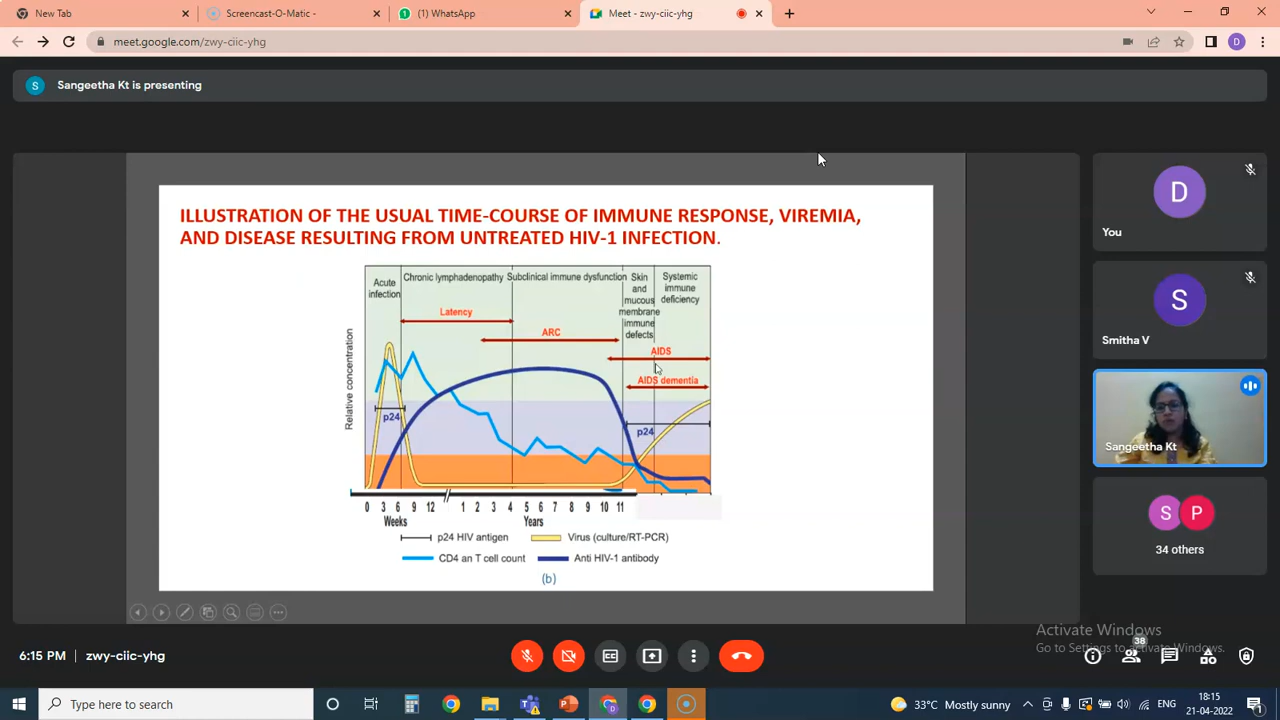 New Tab
Screencast-O-Matic -
(1) WhatsApp
Meet - zwy-ciic-yhg
meet.google.com/zwy-ciic-yhg
D
S
Sangeetha Kt is presenting
ILLUSTRATION OF THE USUAL TIME-COURSE OF IMMUNE RESPONSE, VIREMIA,
AND DISEASE RESULTING FROM UNTREATED HIV-1 INFECTION.
Acute
infection
Chronic lymphadenopathy
Subclinical immune dysfunction
Skin
and
mucous
membrane
immune
defects
Systemic
immune
deficiency
Latency
ARC
AIDS
AIDS dementia
Relative concentration
p24
p24
0 3 6 9 12 1 2 3 4 5 6 7 8 9 10 11
Weeks
Years
p24 HIV antigen
Virus (culture/RT-PCR)
CD4 an T cell count
Anti HIV-1 antibody
(b)
D
You
S
Smitha V
Sangeetha Kt
S P
34 others
Activate Windows
Go to Settings to activate Windows.
6:15 PM
zwy-ciic-yhg
38
Type here to search
33°C Mostly sunny
ENG
18:15
21-04-2022